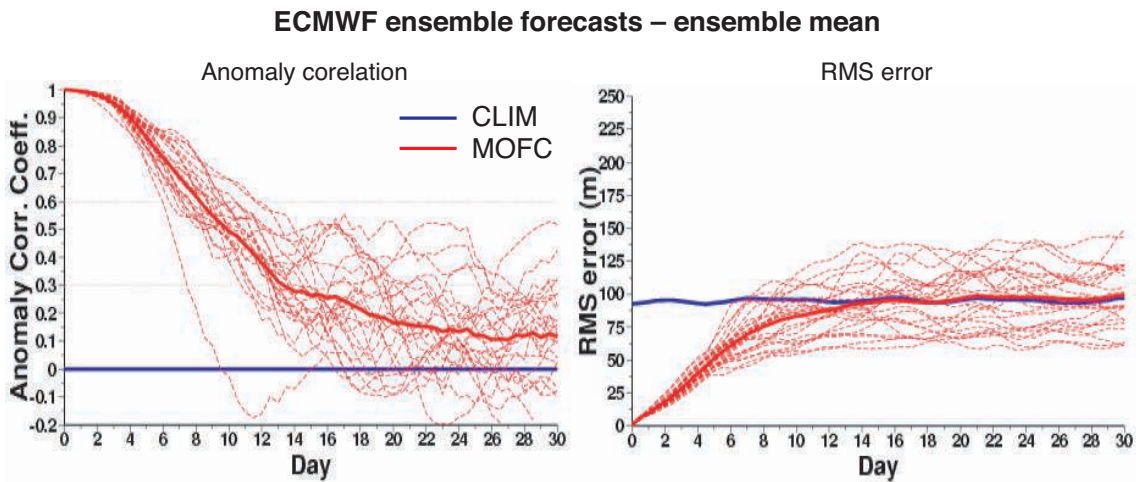 ECMWF ensemble forecasts – ensemble mean
Anomaly corelation
CLIM
MOFC
Anomaly Corr. Coeff.
1
0.9
0.8
0.7
0.6
0.5
0.4
0.3
0.2
0.1
0
-0.1
-0.2
0 2 4 6 8 10 12 14 16 18 20 22 24 26 28 30
Day
RMS error
RMS error (m)
250
225
200
175
150
125
100
75
50
25
0
0 2 4 6 8 10 12 14 16 18 20 22 24 26 28 30
Day